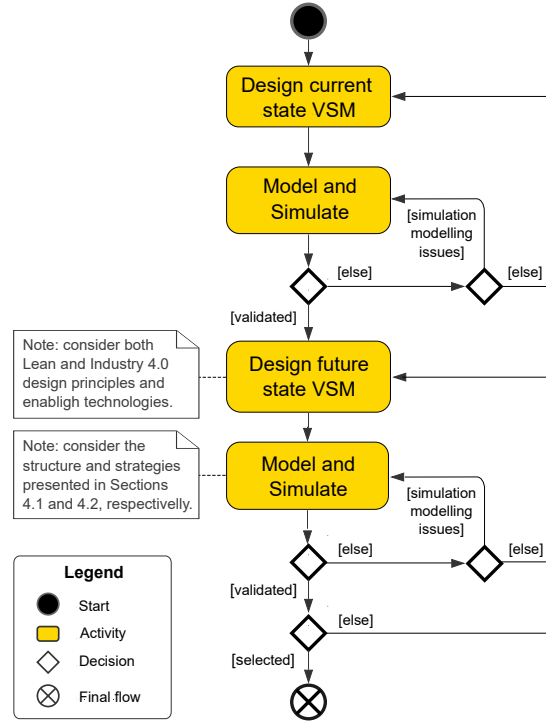 Design current
state VSM
Model and
Simulate
[simulation
modelling
issues]
[else]
[else]
[validated]
Note: consider both
Lean and Industry 4.0
design principles and
enabligh technologies.
Design future
state VSM
Note: consider the
structure and strategies
presented in Sections
4.1 and 4.2, respectivelly.
Model and
Simulate
[simulation
modelling
issues]
[else]
[else]
[validated]
[else]
[selected]
Legend
Start
Activity
Decision
Final flow